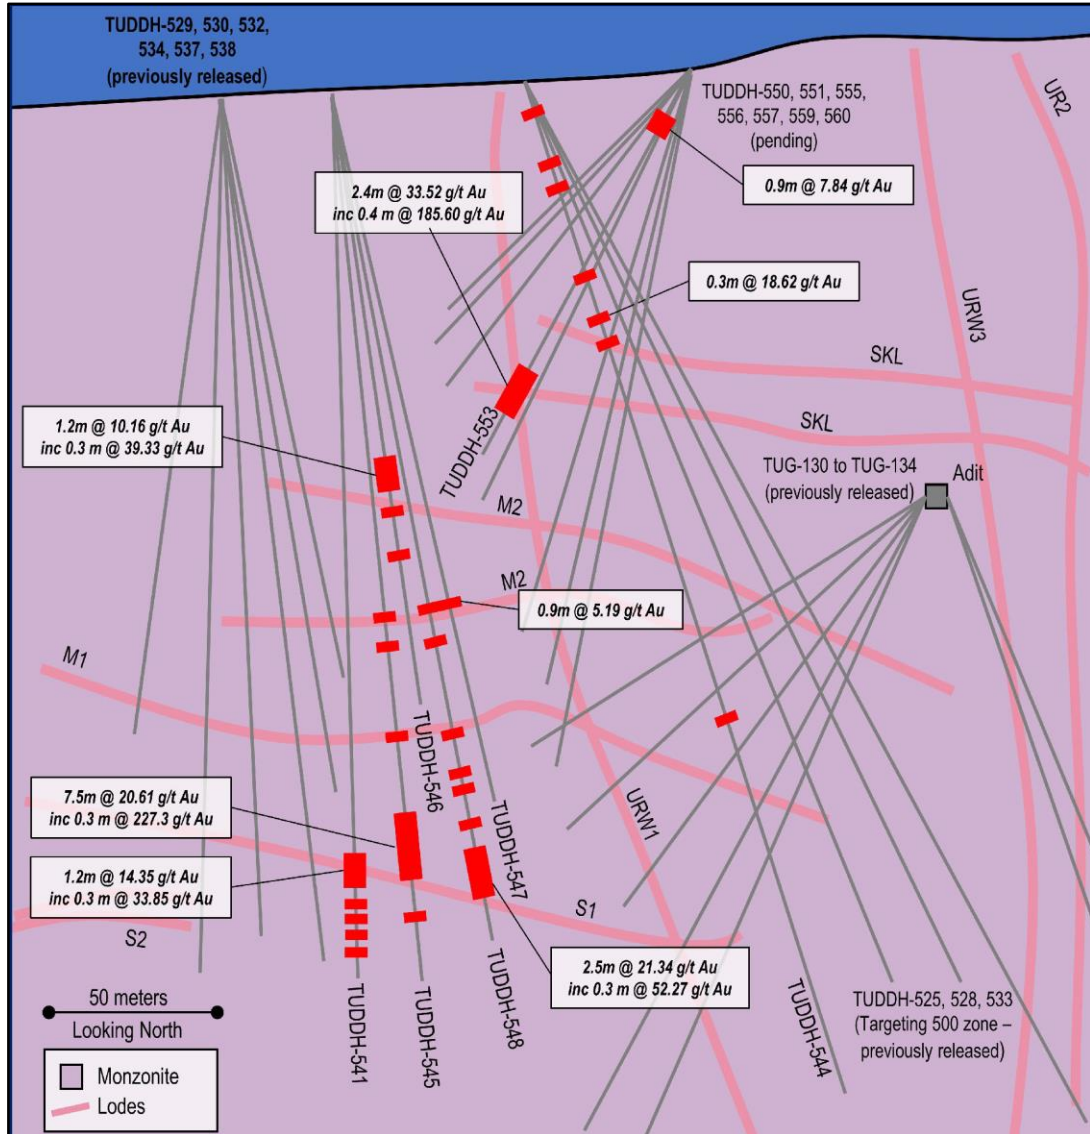 TUDDH-529, 530, 532,
534, 537, 538
(previously released)
TUDDH-550, 551, 555,
556, 557, 559, 560
(pending)
UR2
0.9m @ 7.84 g/t Au
2.4m @ 33.52 g/t Au
inc 0.4 m @ 185.60 g/t Au
0.3m @ 18.62 g/t Au
URW3
SKL
SKL
1.2m @ 10.16 g/t Au
inc 0.3 m @ 39.33 g/t Au
TUDDH-553
TUG-130 to TUG-134
(previously released)
Adit
M2
M2
0.9m @ 5.19 g/t Au
M1
TUDDH-546
7.5m @ 20.61 g/t Au
inc 0.3 m @ 227.3 g/t Au
TUDDH-547
URW1
1.2m @ 14.35 g/t Au
inc 0.3 m @ 33.85 g/t Au
S1
S2
2.5m @ 21.34 g/t Au
inc 0.3 m @ 52.27 g/t Au
TUDDH-541
TUDDH-545
TUDDH-548
TUDDH-544
TUDDH-525, 528, 533
(Targeting 500 zone –
previously released)
50 meters
Looking North
Monzonite
Lodes